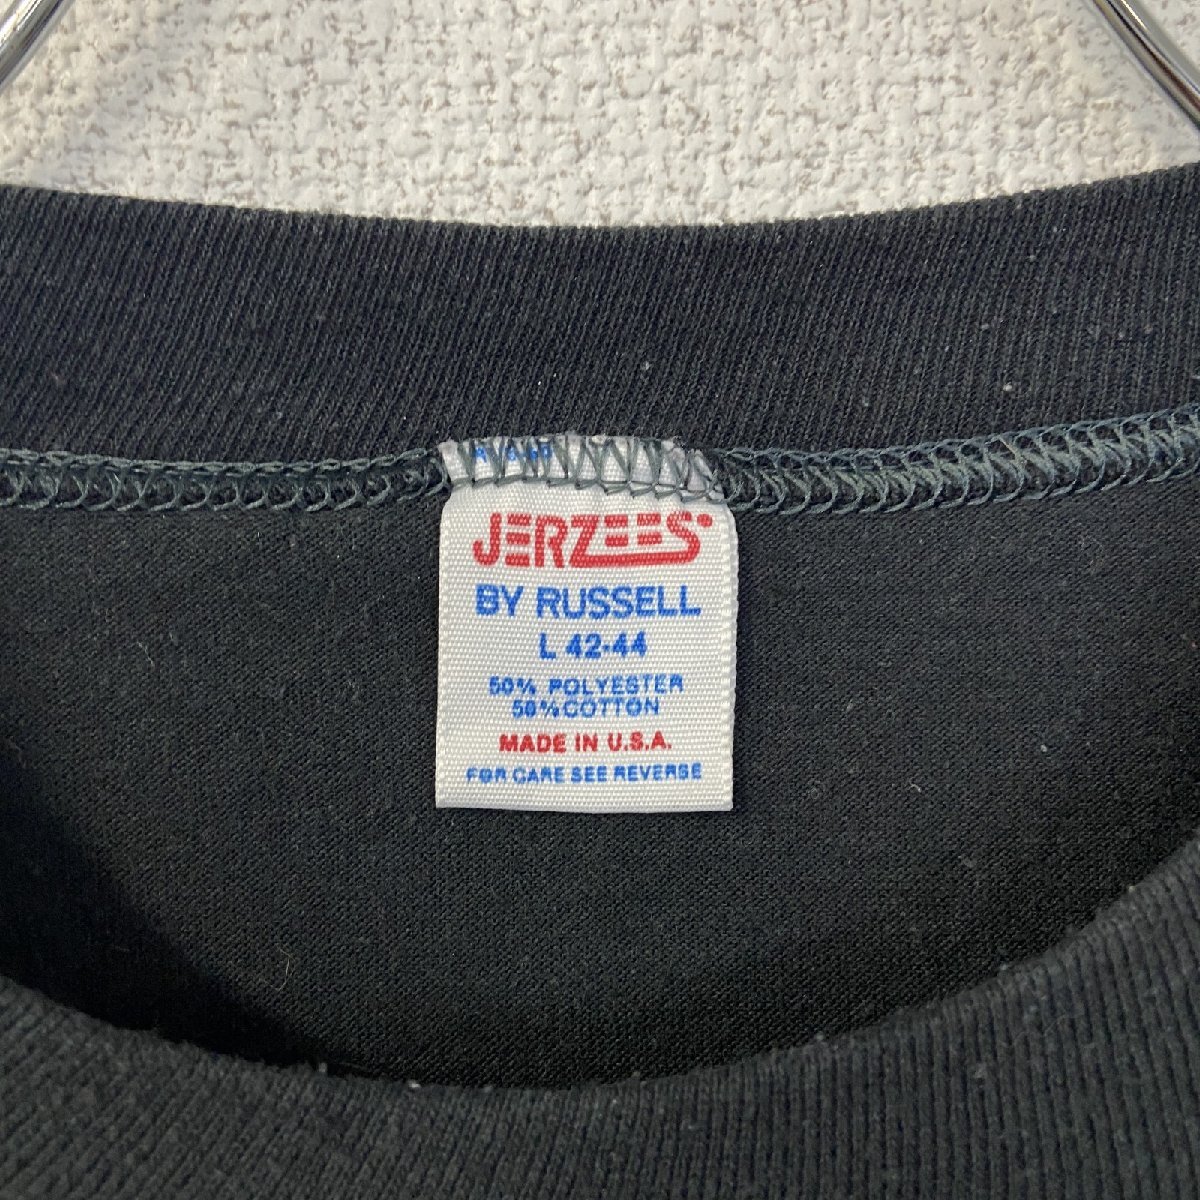 JERZEES
BY RUSSELL
L 42-44
50% POLYESTER
50% COTTON
MADE IN U.S.A.
FOR CARE SEE REVERSE